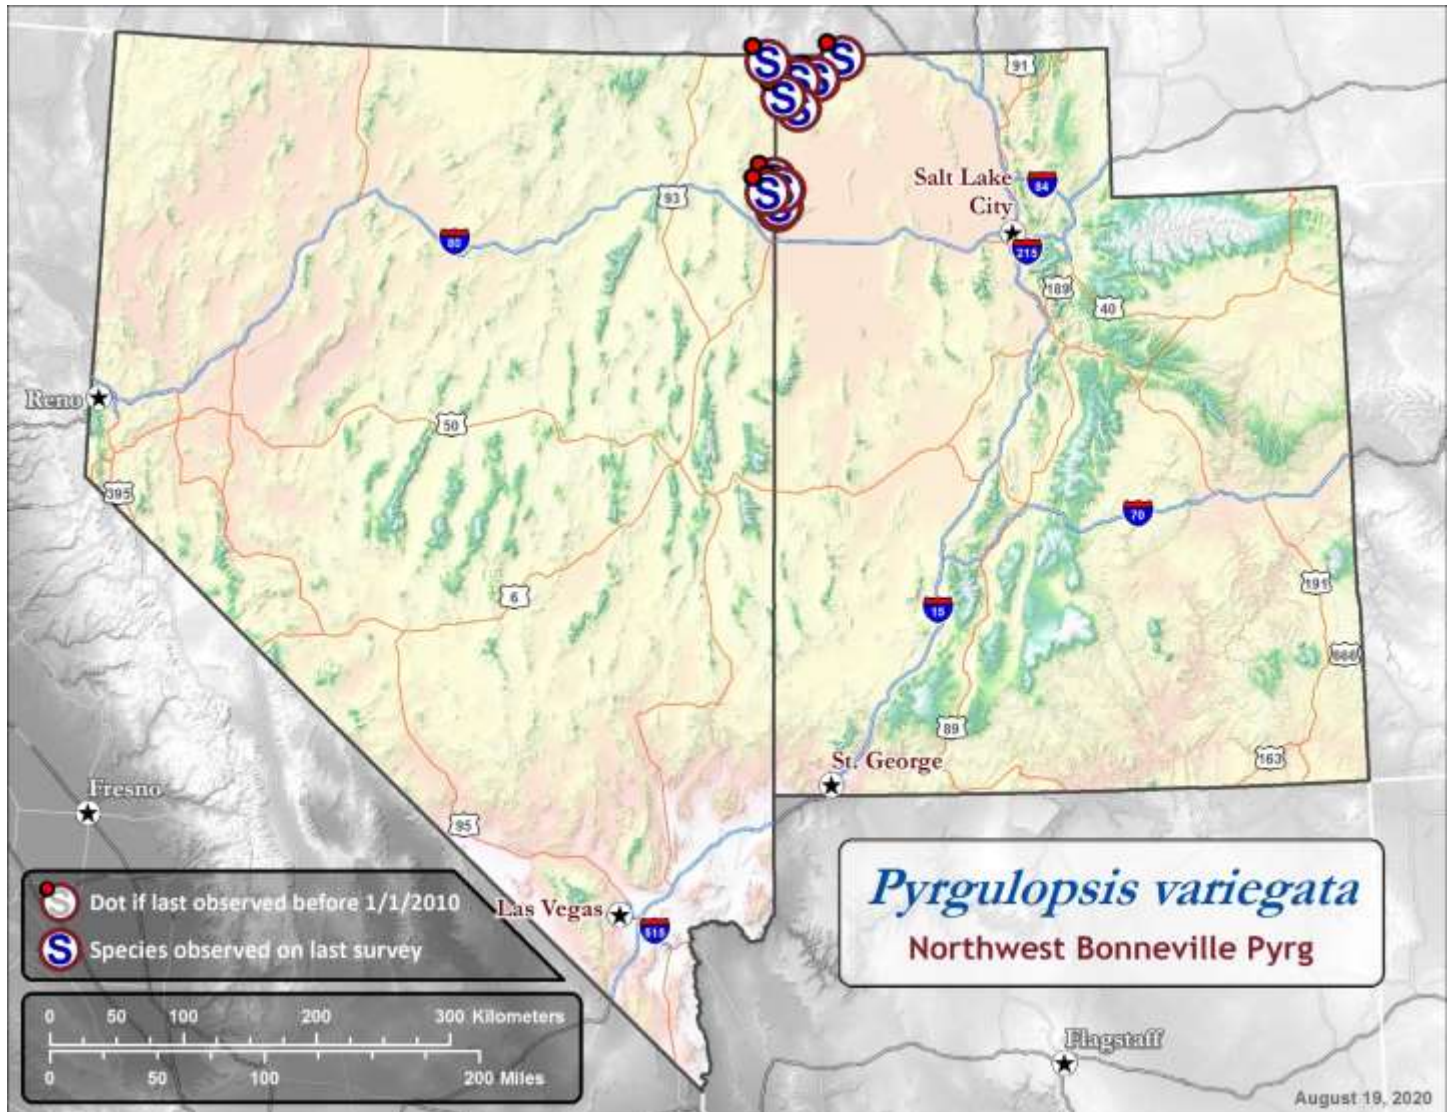 S
S
S
S
S
S
91
Salt Lake
City
84
93
S
80
215
189
40
Reno
50
395
70
6
191
15
666
89
St. George
163
Fresno
95
Pyrgulopsis variegata
Northwest Bonneville Pyrg
S Dot if last observed before 1/1/2010
S Species observed on last survey
Las Vegas
515
0 50 100 200 300 Kilometers
0 50 100 200 Miles
Flagstaff
August 19, 2020